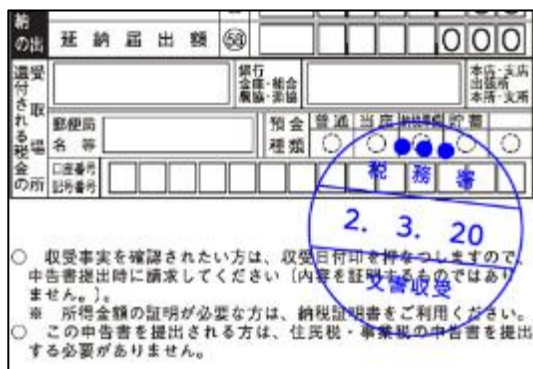 納
の出
延納届出額 58
000
還付される税金の
受取場所
銀行
金庫・組合
農協・漁協
本店・支店
出張所
本所・支所
郵便局
名等
預金
種類
普通 当座 納税準備 貯蓄
口座番号
記号番号
●●●
税務署
2. 3. 20
文書収受
○ 収受事実を確認されたい方は、収受日付印を押なつしますので、
申告書提出時に請求してください(内容を証明するものではあり
ません。)。
※ 所得金額の証明が必要な方は、納税証明書をご利用ください。
○ この申告書を提出される方は、住民税・事業税の申告書を提出
する必要がありません。